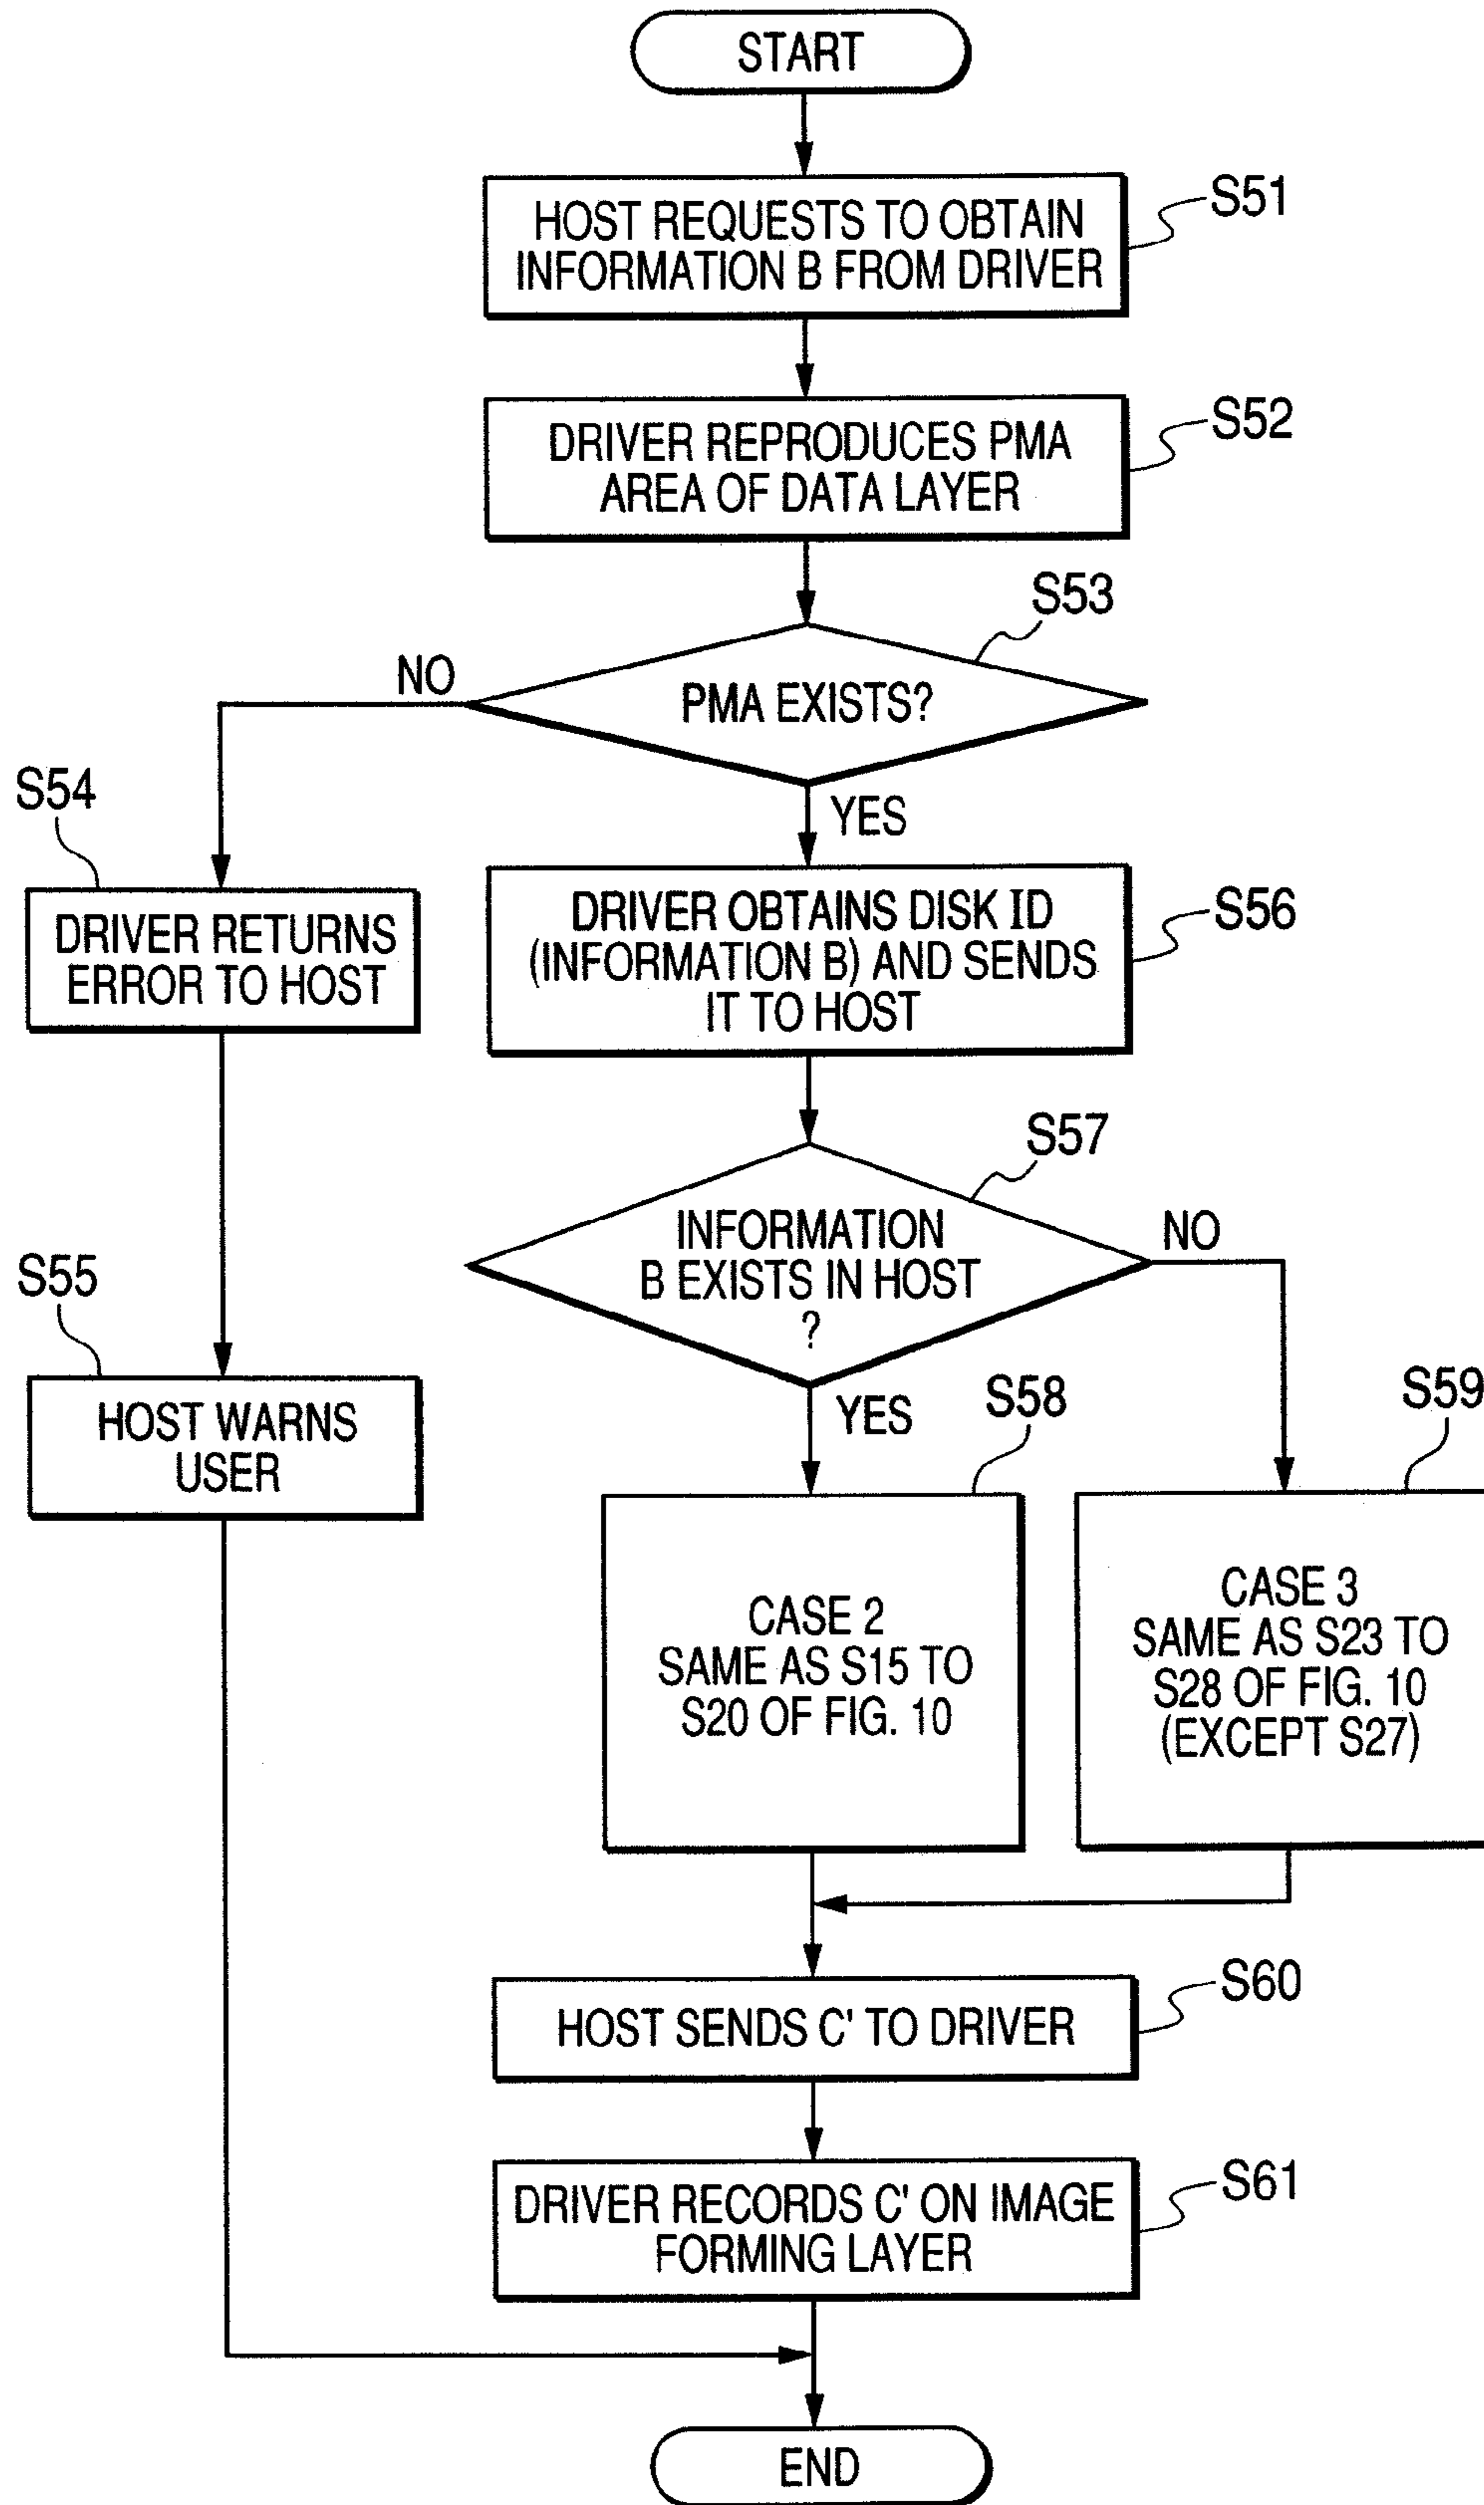 START
HOST REQUESTS TO OBTAIN
INFORMATION B FROM DRIVER
S51
DRIVER REPRODUCES PMA
AREA OF DATA LAYER
S52
S53
PMA EXISTS?
NO
YES
S54
DRIVER RETURNS
ERROR TO HOST
DRIVER OBTAINS DISK ID
(INFORMATION B) AND SENDS
IT TO HOST
S56
S57
INFORMATION
B EXISTS IN HOST
?
NO
YES
S55
HOST WARNS
USER
S58
CASE 2
SAME AS S15 TO
S20 OF FIG. 10
S59
CASE 3
SAME AS S23 TO
S28 OF FIG. 10
(EXCEPT S27)
HOST SENDS C' TO DRIVER
S60
DRIVER RECORDS C' ON IMAGE
FORMING LAYER
S61
END